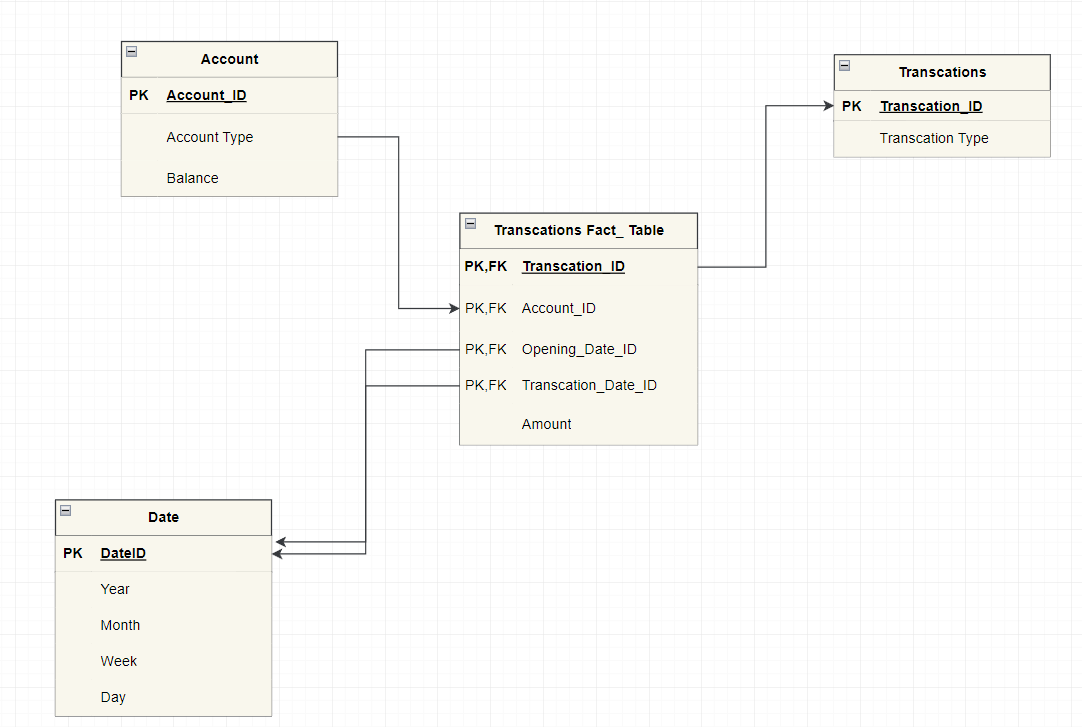 Account
PK Account_ID
Account Type
Balance
Transcations
PK Transcation_ID
Transcation Type
Transcations Fact_ Table
PK,FK Transcation_ID
PK,FK Account_ID
PK,FK Opening_Date_ID
PK,FK Transcation_Date_ID
Amount
Date
PK DateID
Year
Month
Week
Day